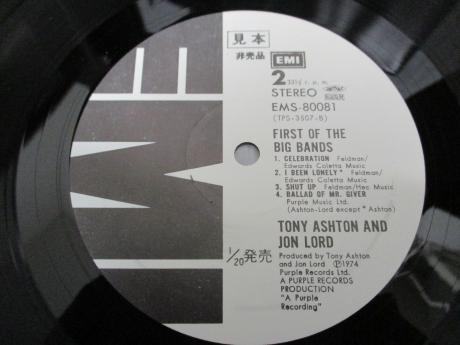 見本
非売品
EMI
2 33⅓ r.p.m.
STEREO
EMS-80081
(TPS-3507-B)
FIRST OF THE
BIG BANDS
1. CELEBRATION Feldman/
Edwards Coletta Music
2. I BEEN LONELY* Feldman/
Edwards Coletta Music
3. SHUT UP Feldman/Hec Music
4. BALLAD OF MR. GIVER
Purple Music Ltd.
(Ashton-Lord except * Ashton)
TONY ASHTON AND
JON LORD
1/20発売
Produced by Tony Ashton
and Jon Lord ℗1974
Purple Records Ltd.
A PURPLE RECORDS
PRODUCTION
"A Purple
Recording"